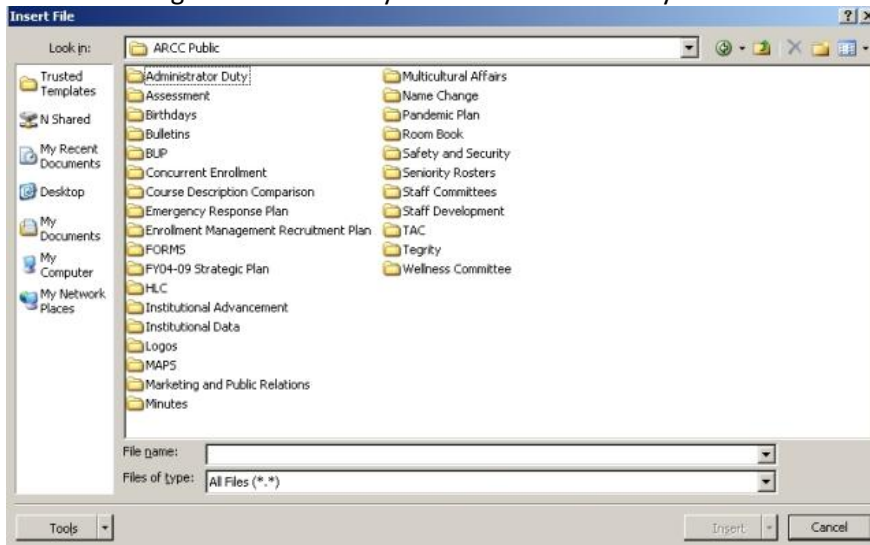 Insert File
Look in:
ARCC Public
Trusted
Templates
N Shared
My Recent
Documents
Desktop
My
Documents
My
Computer
My Network
Places
Administrator Duty
Assessment
Birthdays
Bulletins
BUP
Concurrent Enrollment
Course Description Comparison
Emergency Response Plan
Enrollment Management Recruitment Plan
FORMS
FY04-09 Strategic Plan
HLC
Institutional Advancement
Institutional Data
Logos
MAPS
Marketing and Public Relations
Minutes
Multicultural Affairs
Name Change
Pandemic Plan
Room Book
Safety and Security
Seniority Rosters
Staff Committees
Staff Development
TAC
Tegrity
Wellness Committee
File name:
Files of type:
All Files (*.*)
Tools
Insert
Cancel